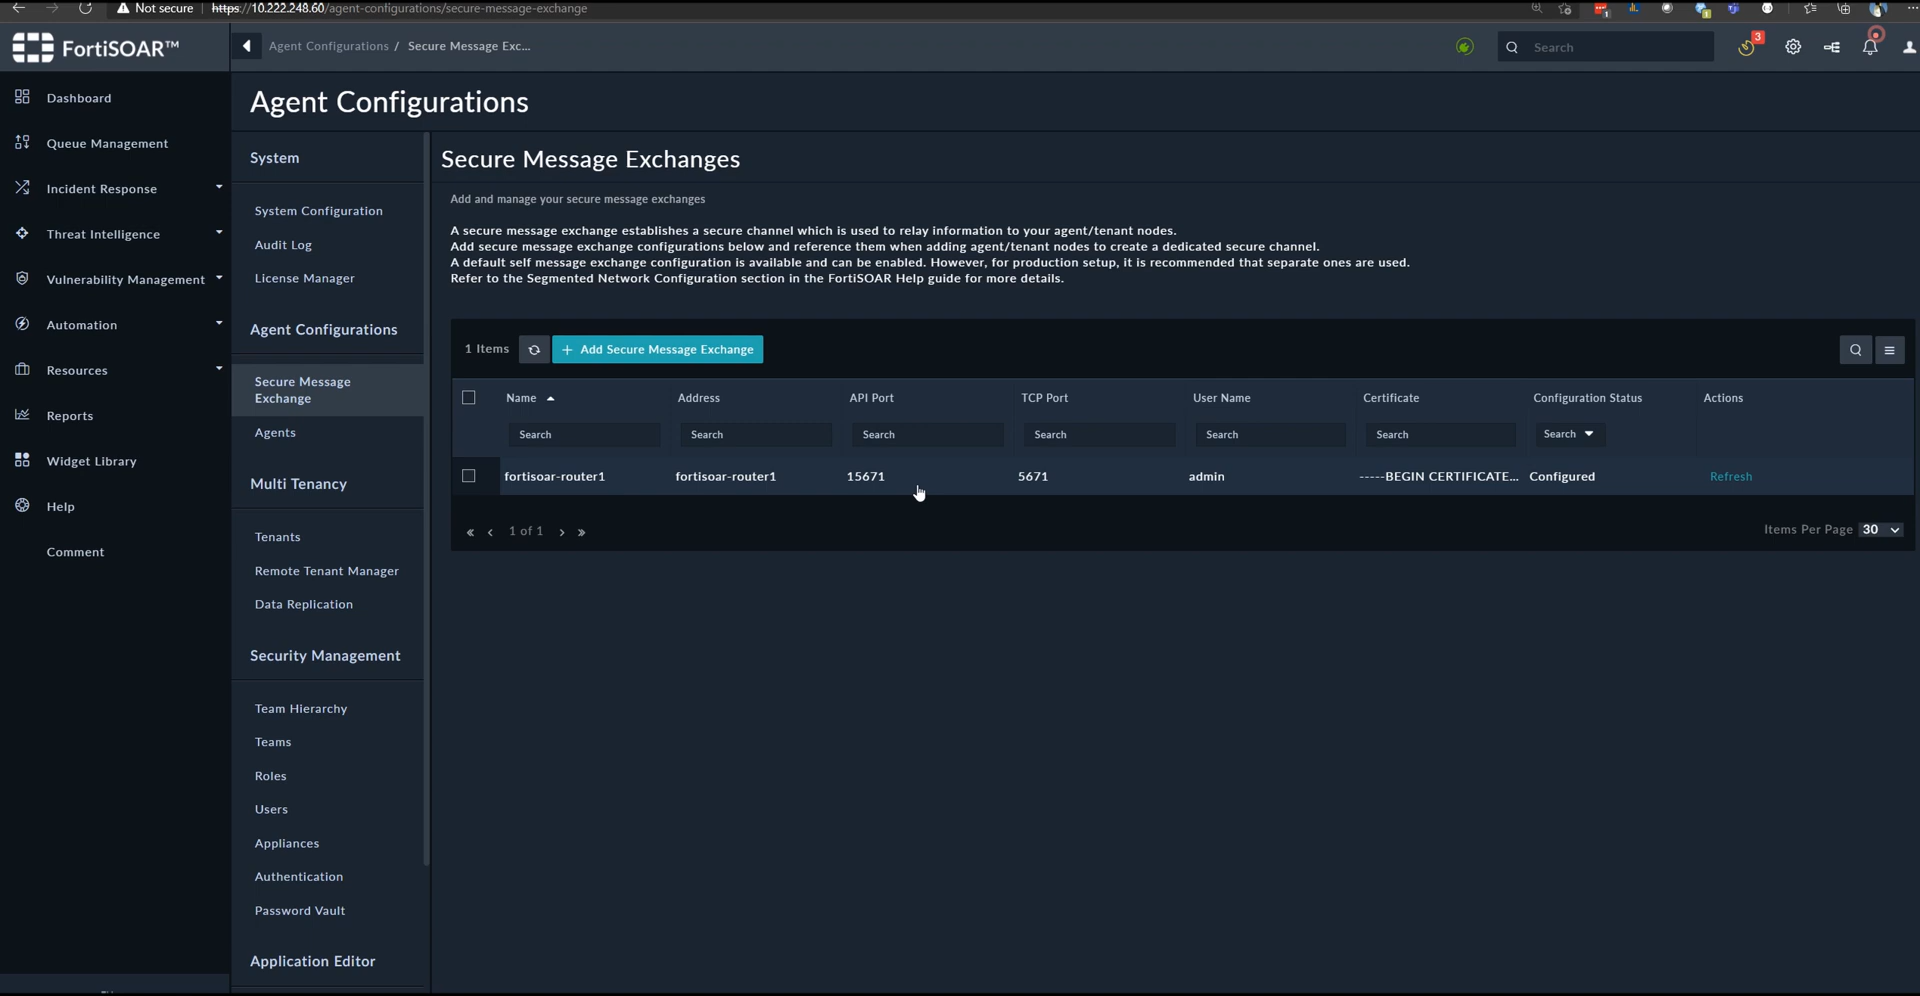 Not secure https://10.222.248.60/agent-configurations/secure-message-exchange
1
1
FortiSOAR™
Agent Configurations / Secure Message Exc...
Search
3
Dashboard
Queue Management
Incident Response
Threat Intelligence
Vulnerability Management
Automation
Resources
Reports
Widget Library
Help
Comment
Agent Configurations
System
System Configuration
Audit Log
License Manager
Agent Configurations
Secure Message
Exchange
Agents
Multi Tenancy
Tenants
Remote Tenant Manager
Data Replication
Security Management
Team Hierarchy
Teams
Roles
Users
Appliances
Authentication
Password Vault
Application Editor
Secure Message Exchanges
Add and manage your secure message exchanges
A secure message exchange establishes a secure channel which is used to relay information to your agent/tenant nodes.
Add secure message exchange configurations below and reference them when adding agent/tenant nodes to create a dedicated secure channel.
A default self message exchange configuration is available and can be enabled. However, for production setup, it is recommended that separate ones are used.
Refer to the Segmented Network Configuration section in the FortiSOAR Help guide for more details.
1 Items + Add Secure Message Exchange
Name Address API Port TCP Port User Name Certificate Configuration Status Actions
Search Search Search Search Search Search Search
fortisoar-router1 fortisoar-router1 15671 5671 admin -----BEGIN CERTIFICATE... Configured Refresh
« ‹ 1 of 1 › » Items Per Page 30